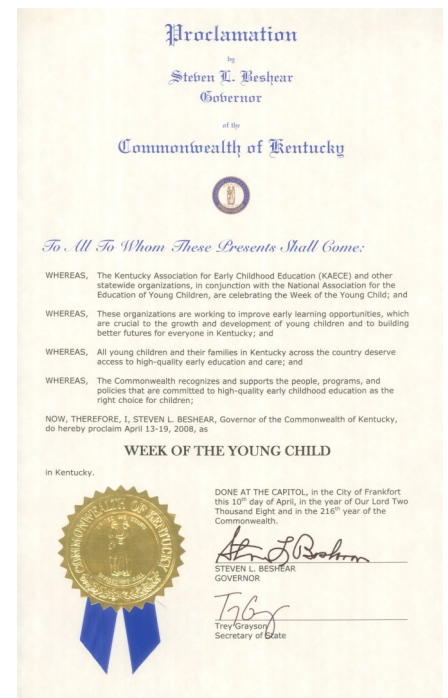 Proclamation
by
Steven L. Beshear
Governor
of the
Commonwealth of Kentucky
To All To Whom These Presents Shall Come:
WHEREAS, The Kentucky Association for Early Childhood Education (KAECE) and other
statewide organizations, in conjunction with the National Association for the
Education of Young Children, are celebrating the Week of the Young Child; and
WHEREAS, These organizations are working to improve early learning opportunities, which
are crucial to the growth and development of young children and to building
better futures for everyone in Kentucky; and
WHEREAS, All young children and their families in Kentucky across the country deserve
access to high-quality early education and care; and
WHEREAS, The Commonwealth recognizes and supports the people, programs, and
policies that are committed to high-quality early childhood education as the
right choice for children;
NOW, THEREFORE, I, STEVEN L. BESHEAR, Governor of the Commonwealth of Kentucky,
do hereby proclaim April 13-19, 2008, as
WEEK OF THE YOUNG CHILD
in Kentucky.
COMMONWEALTH OF KENTUCKY
DONE AT THE CAPITOL, in the City of Frankfort
this 10th day of April, in the year of Our Lord Two
Thousand Eight and in the 216th year of the
Commonwealth.
STEVEN L. BESHEAR
GOVERNOR
Trey Grayson
Secretary of State